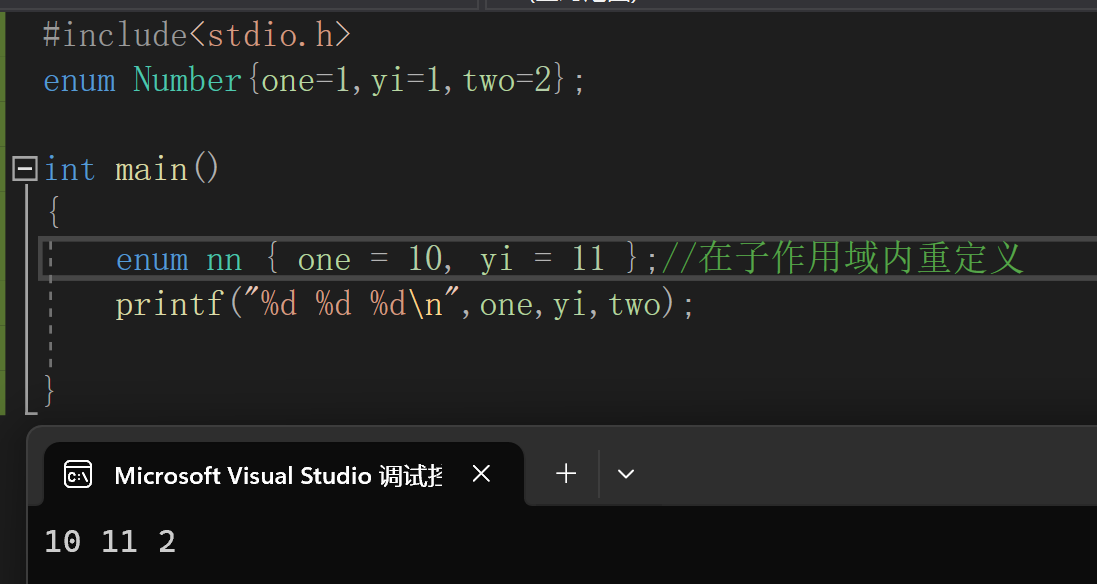 #include<stdio.h>
enum Number{one=1,yi=1,two=2};
int main()
{
enum nn { one = 10, yi = 11 };//在子作用域内重定义
printf("%d %d %d\n",one,yi,two);
}
Microsoft Visual Studio 调试控
10 11 2